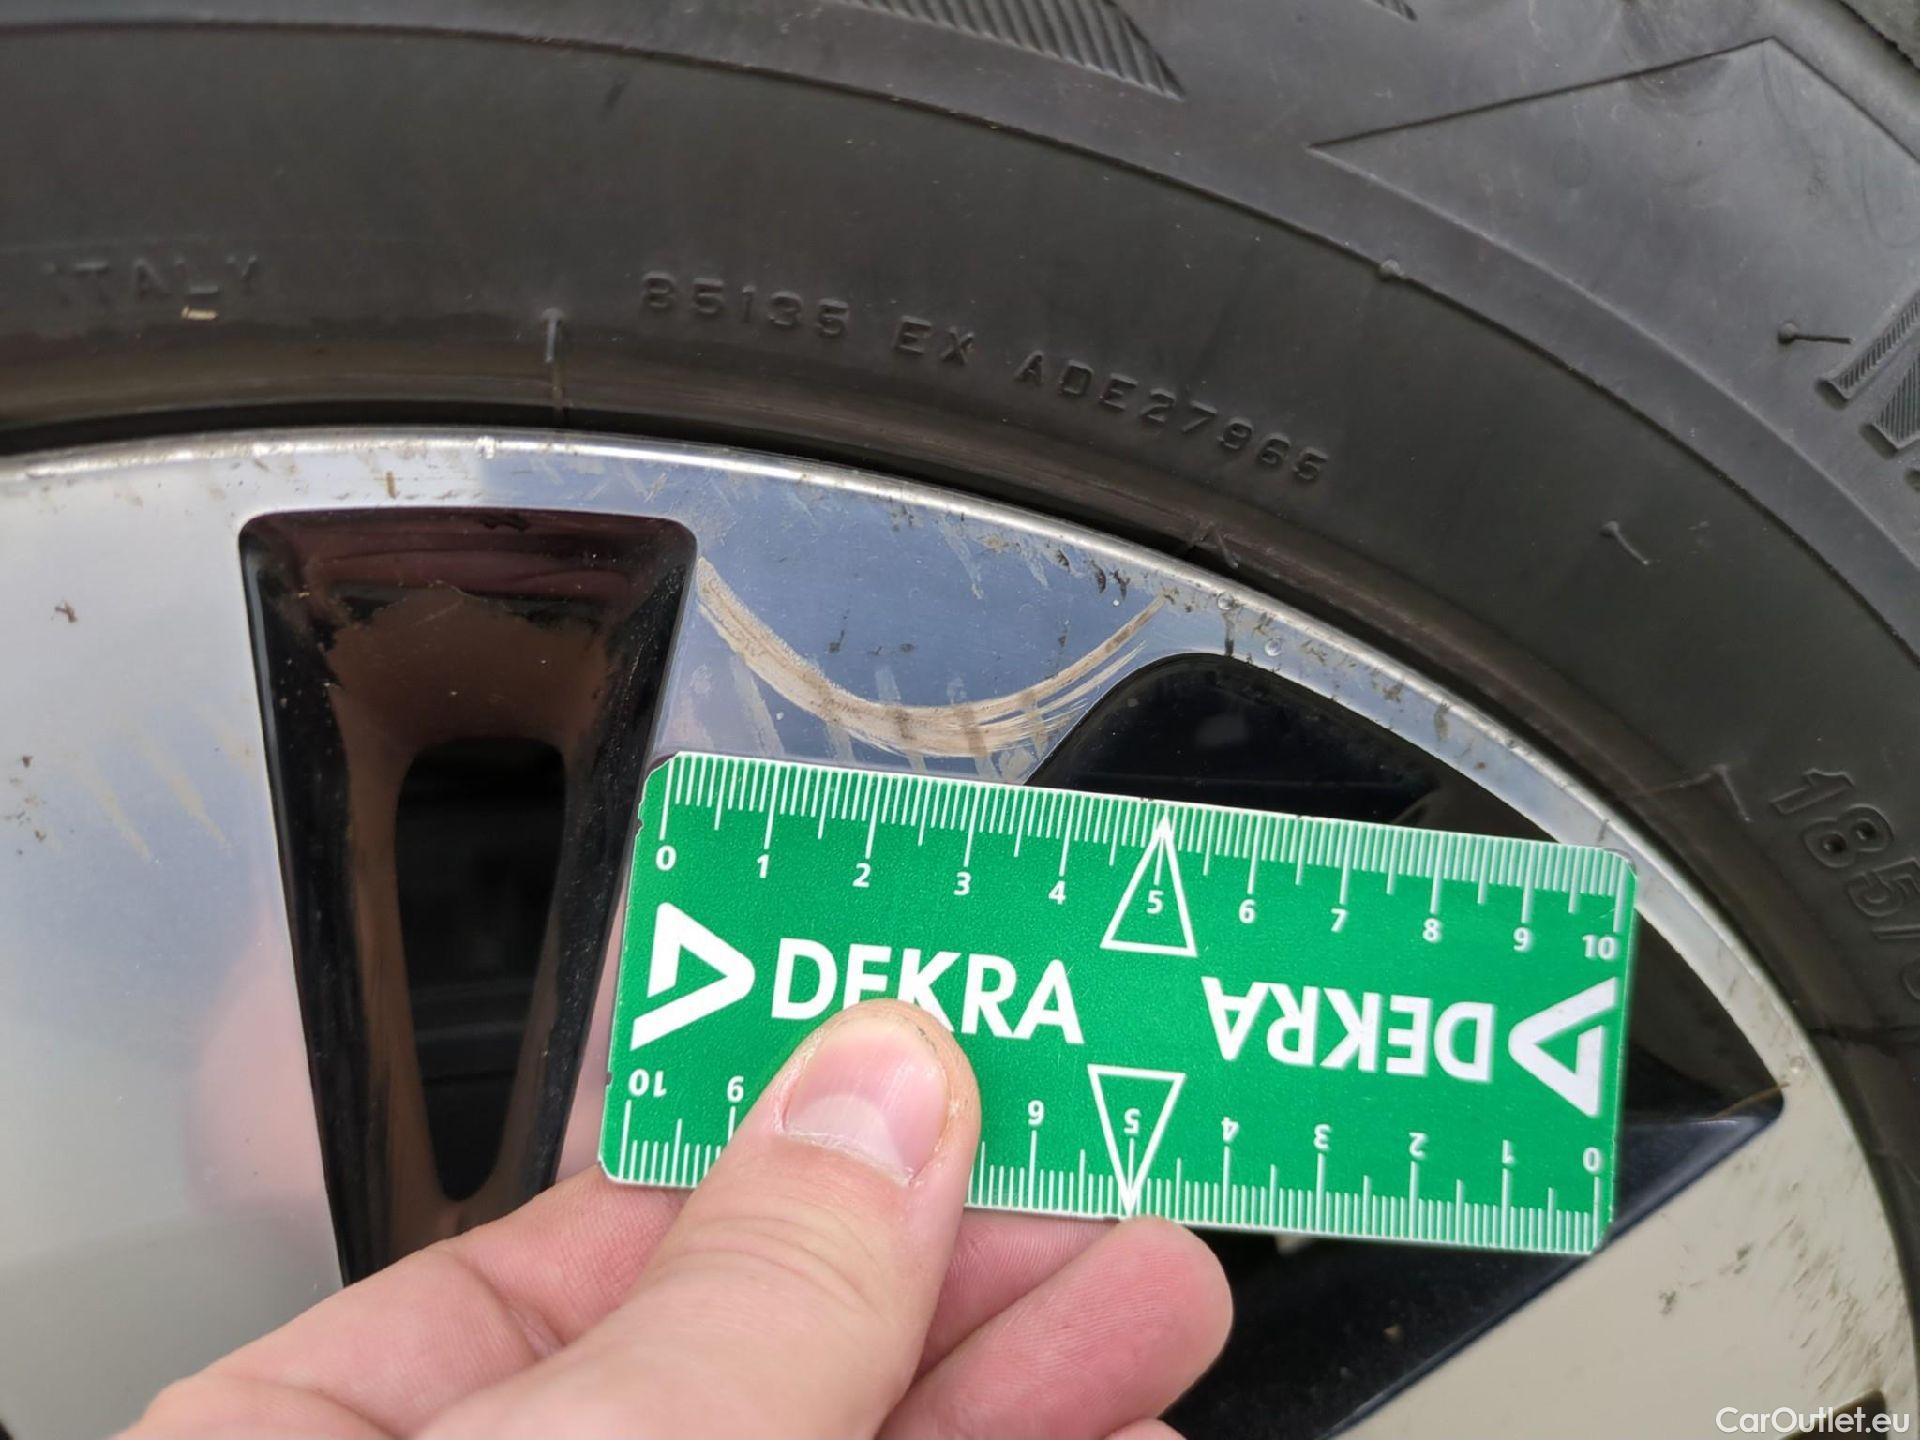 ITALY
85135 EX ADE27965
185/
0 1 2 3 4 5 6 7 8 9 10
DEKRA
DEKRA
10 9 6 5 4 3 2 1 0
CarOutlet.eu